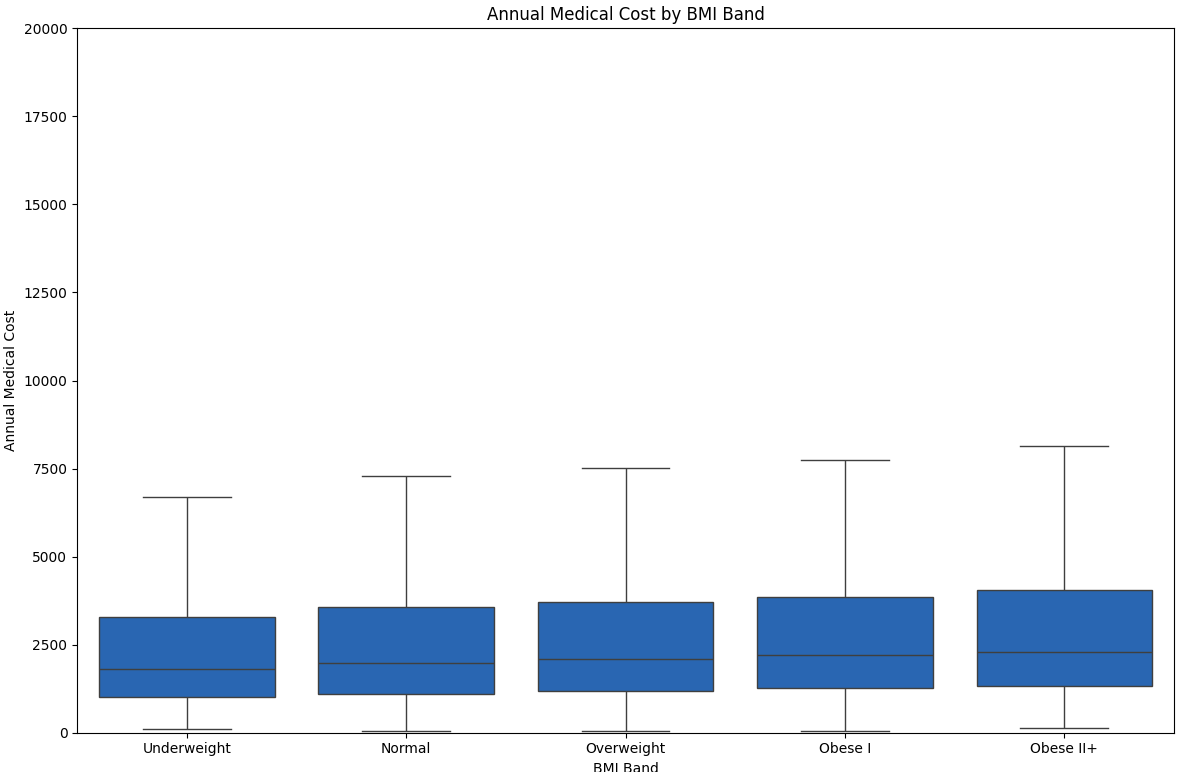 Annual Medical Cost by BMI Band
20000
17500
15000
12500
10000
7500
5000
2500
0
Annual Medical Cost
Underweight Normal Overweight Obese I Obese II+
BMI Band